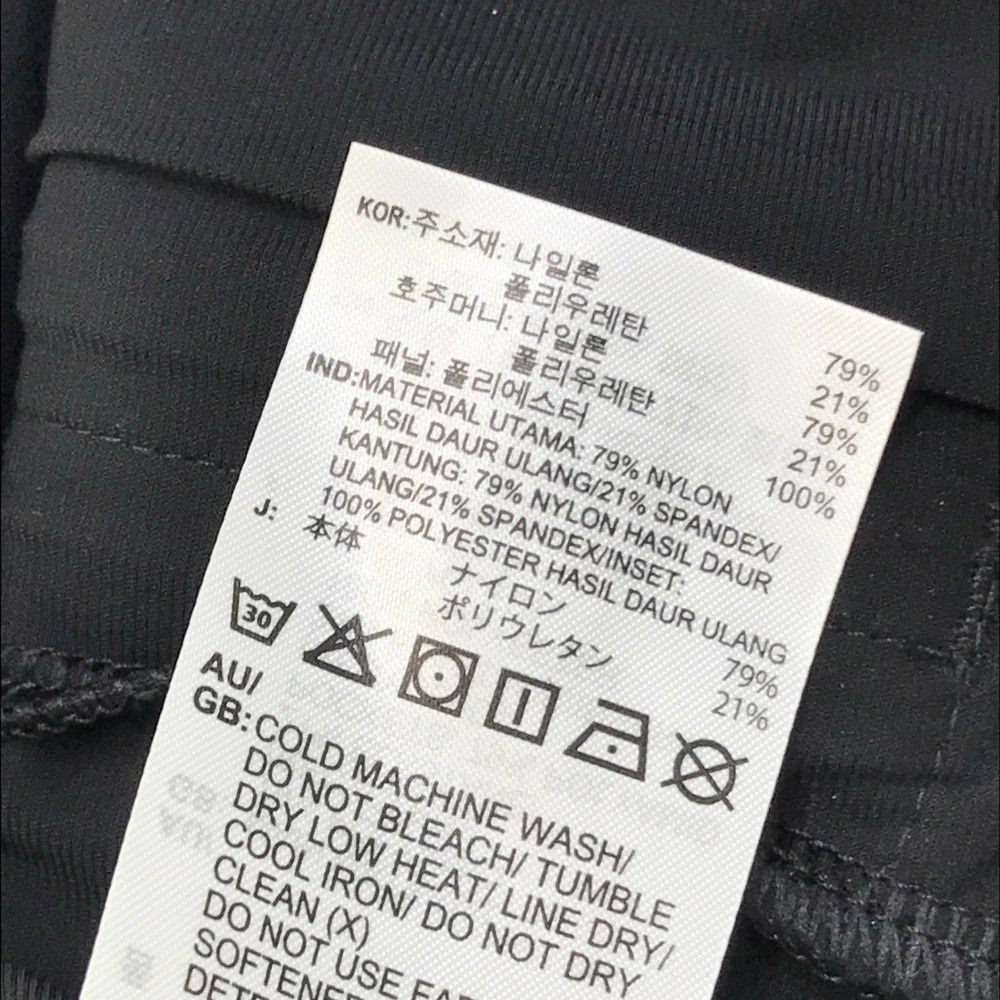 KOR:주소재: 나일론 79%
폴리우레탄 21%
호주머니: 나일론 79%
폴리우레탄 21%
패널: 폴리에스터 100%
IND:MATERIAL UTAMA: 79% NYLON
HASIL DAUR ULANG/21% SPANDEX/
KANTUNG: 79% NYLON HASIL DAUR
ULANG/21% SPANDEX/INSET:
100% POLYESTER HASIL DAUR ULANG
J: 本体 ナイロン 79%
ポリウレタン 21%
30
AU/
GB:COLD MACHINE WASH/
DO NOT BLEACH/ TUMBLE
DRY LOW HEAT/ LINE DRY/
COOL IRON/ DO NOT DRY
CLEAN (X)
DO NOT USE
SOFTENER